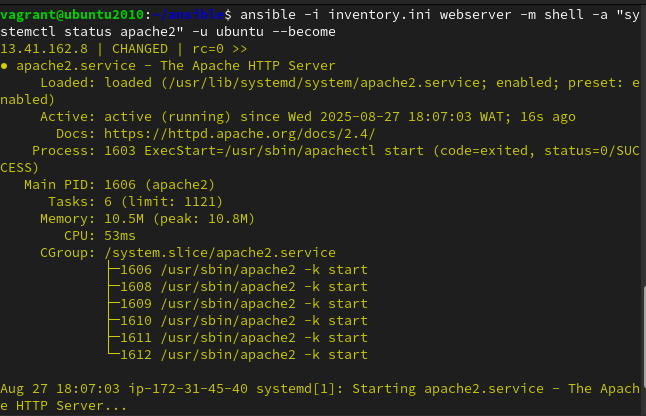 vagrant@ubuntu2010:~/ansible$ ansible -i inventory.ini webserver -m shell -a "sy
stemctl status apache2" -u ubuntu --become
13.41.162.8 | CHANGED | rc=0 >>
● apache2.service - The Apache HTTP Server
     Loaded: loaded (/usr/lib/systemd/system/apache2.service; enabled; preset: e
nabled)
     Active: active (running) since Wed 2025-08-27 18:07:03 WAT; 16s ago
       Docs: https://httpd.apache.org/docs/2.4/
    Process: 1603 ExecStart=/usr/sbin/apachectl start (code=exited, status=0/SUC
CESS)
   Main PID: 1606 (apache2)
      Tasks: 6 (limit: 1121)
     Memory: 10.5M (peak: 10.8M)
        CPU: 53ms
     CGroup: /system.slice/apache2.service
             ├─1606 /usr/sbin/apache2 -k start
             ├─1608 /usr/sbin/apache2 -k start
             ├─1609 /usr/sbin/apache2 -k start
             ├─1610 /usr/sbin/apache2 -k start
             ├─1611 /usr/sbin/apache2 -k start
             └─1612 /usr/sbin/apache2 -k start

Aug 27 18:07:03 ip-172-31-45-40 systemd[1]: Starting apache2.service - The Apach
e HTTP Server...